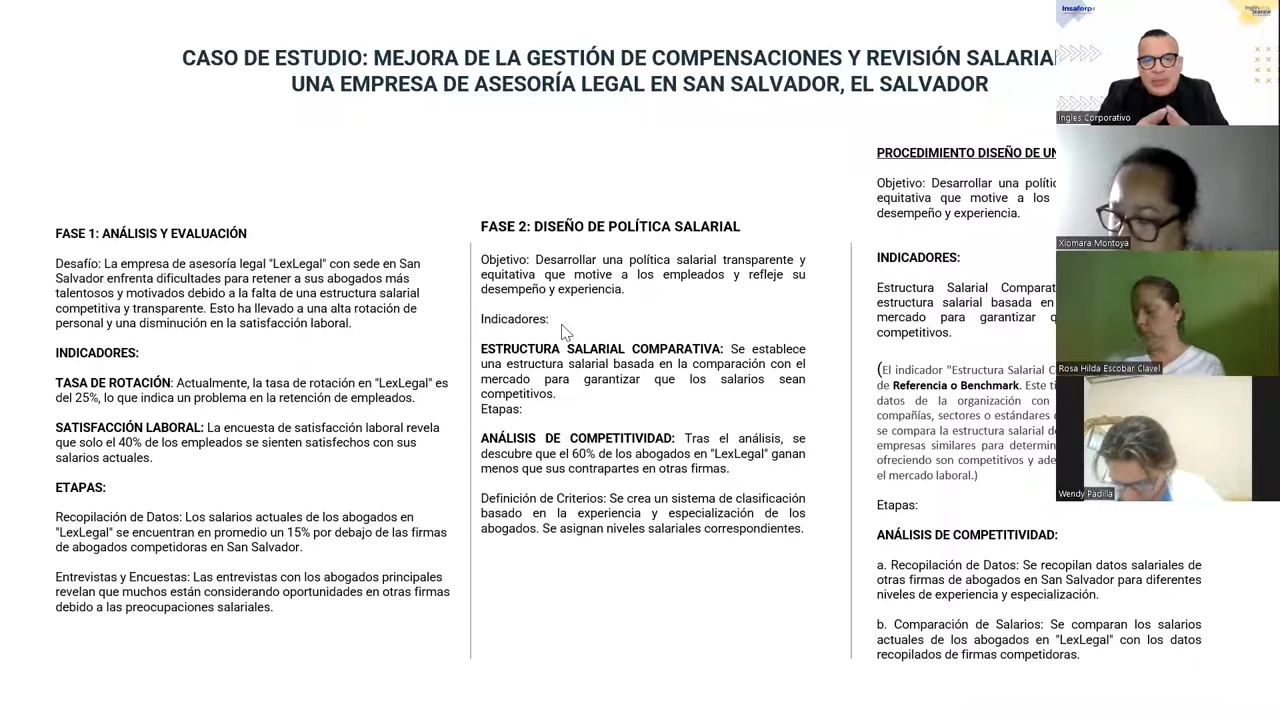 CASO DE ESTUDIO: MEJORA DE LA GESTIÓN DE COMPENSACIONES Y REVISIÓN SALARIA
UNA EMPRESA DE ASESORÍA LEGAL EN SAN SALVADOR, EL SALVADOR
FASE 1: ANÁLISIS Y EVALUACIÓN
Desafío: La empresa de asesoría legal "LexLegal" con sede en San
Salvador enfrenta dificultades para retener a sus abogados más
talentosos y motivados debido a la falta de una estructura salarial
competitiva y transparente. Esto ha llevado a una alta rotación de
personal y una disminución en la satisfacción laboral.
INDICADORES:
TASA DE ROTACIÓN: Actualmente, la tasa de rotación en "LexLegal" es
del 25%, lo que indica un problema en la retención de empleados.
SATISFACCIÓN LABORAL: La encuesta de satisfacción laboral revela
que solo el 40% de los empleados se sienten satisfechos con sus
salarios actuales.
ETAPAS:
Recopilación de Datos: Los salarios actuales de los abogados en
"LexLegal" se encuentran en promedio un 15% por debajo de las firmas
de abogados competidoras en San Salvador.
Entrevistas y Encuestas: Las entrevistas con los abogados principales
revelan que muchos están considerando oportunidades en otras firmas
debido a las preocupaciones salariales.
FASE 2: DISEÑO DE POLÍTICA SALARIAL
Objetivo: Desarrollar una política salarial transparente y
equitativa que motive a los empleados y refleje su
desempeño y experiencia.
Indicadores:
ESTRUCTURA SALARIAL COMPARATIVA: Se establece
una estructura salarial basada en la comparación con el
mercado para garantizar que los salarios sean
competitivos.
Etapas:
ANÁLISIS DE COMPETITIVIDAD: Tras el análisis, se
descubre que el 60% de los abogados en "LexLegal" ganan
menos que sus contrapartes en otras firmas.
Definición de Criterios: Se crea un sistema de clasificación
basado en la experiencia y especialización de los
abogados. Se asignan niveles salariales correspondientes.
PROCEDIMIENTO DISEÑO DE UN
Objetivo: Desarrollar una polític
equitativa que motive a los
desempeño y experiencia.
INDICADORES:
Estructura Salarial Comparat
estructura salarial basada en
mercado para garantizar q
competitivos.
(El indicador "Estructura Salarial C
de Referencia o Benchmark. Este ti
datos de la organización con
compañías, sectores o estándares
se compara la estructura salarial d
empresas similares para determin
ofreciendo son competitivos y ade
el mercado laboral.)
Etapas:
ANÁLISIS DE COMPETITIVIDAD:
a. Recopilación de Datos: Se recopilan datos salariales de
otras firmas de abogados en San Salvador para diferentes
niveles de experiencia y especialización.
b. Comparación de Salarios: Se comparan los salarios
actuales de los abogados en "LexLegal" con los datos
recopilados de firmas competidoras.
Insaforp
Ingles Corporativo
Xiomara Montoya
Rosa Hilda Escobar Clavel
Wendy Padilla